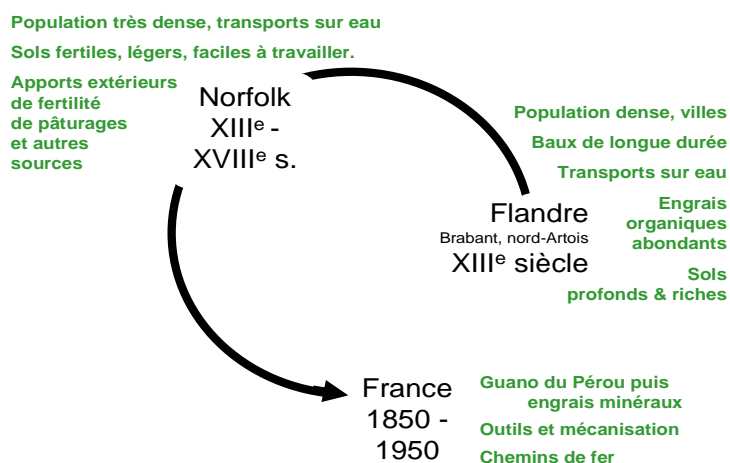 Population très dense, transports sur eau
Sols fertiles, légers, faciles à travailler.
Apports extérieurs
de fertilité
de pâturages
et autres
sources
Norfolk
XIIIᵉ -
XVIIIᵉ s.
Population dense, villes
Baux de longue durée
Transports sur eau
Engrais
organiques
abondants
Sols
profonds & riches
Flandre
Brabant, nord-Artois
XIIIᵉ siècle
France
1850 -
1950
Guano du Pérou puis
engrais minéraux
Outils et mécanisation
Chemins de fer